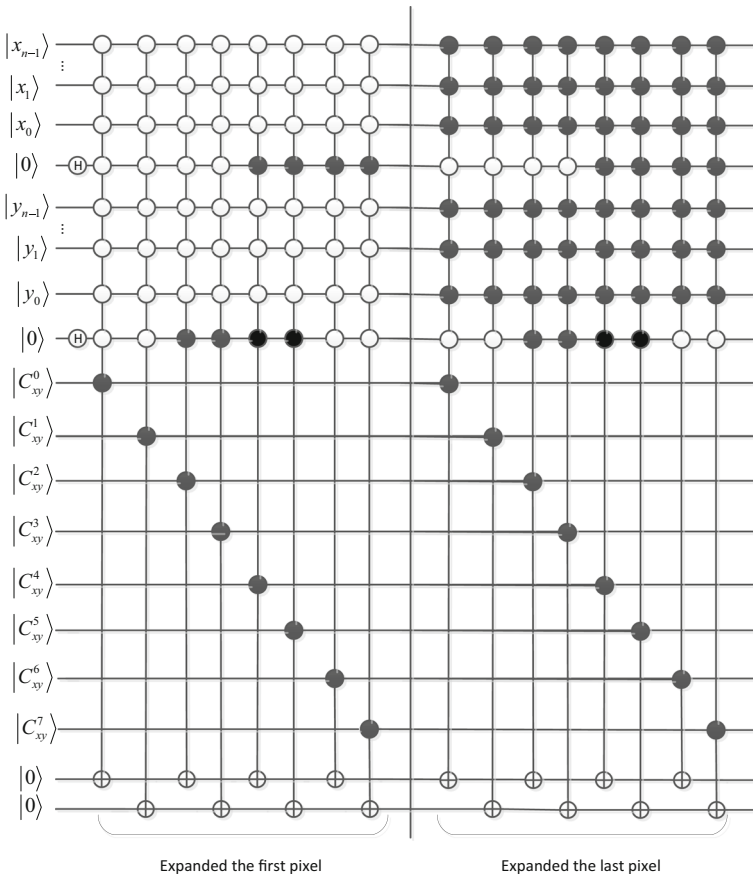 |x_{n-1}⟩
⋮
|x_1⟩
|x_0⟩
|0⟩ H
|y_{n-1}⟩
⋮
|y_1⟩
|y_0⟩
|0⟩ H
|C_{xy}^0⟩
|C_{xy}^1⟩
|C_{xy}^2⟩
|C_{xy}^3⟩
|C_{xy}^4⟩
|C_{xy}^5⟩
|C_{xy}^6⟩
|C_{xy}^7⟩
|0⟩
|0⟩
Expanded the first pixel Expanded the last pixel